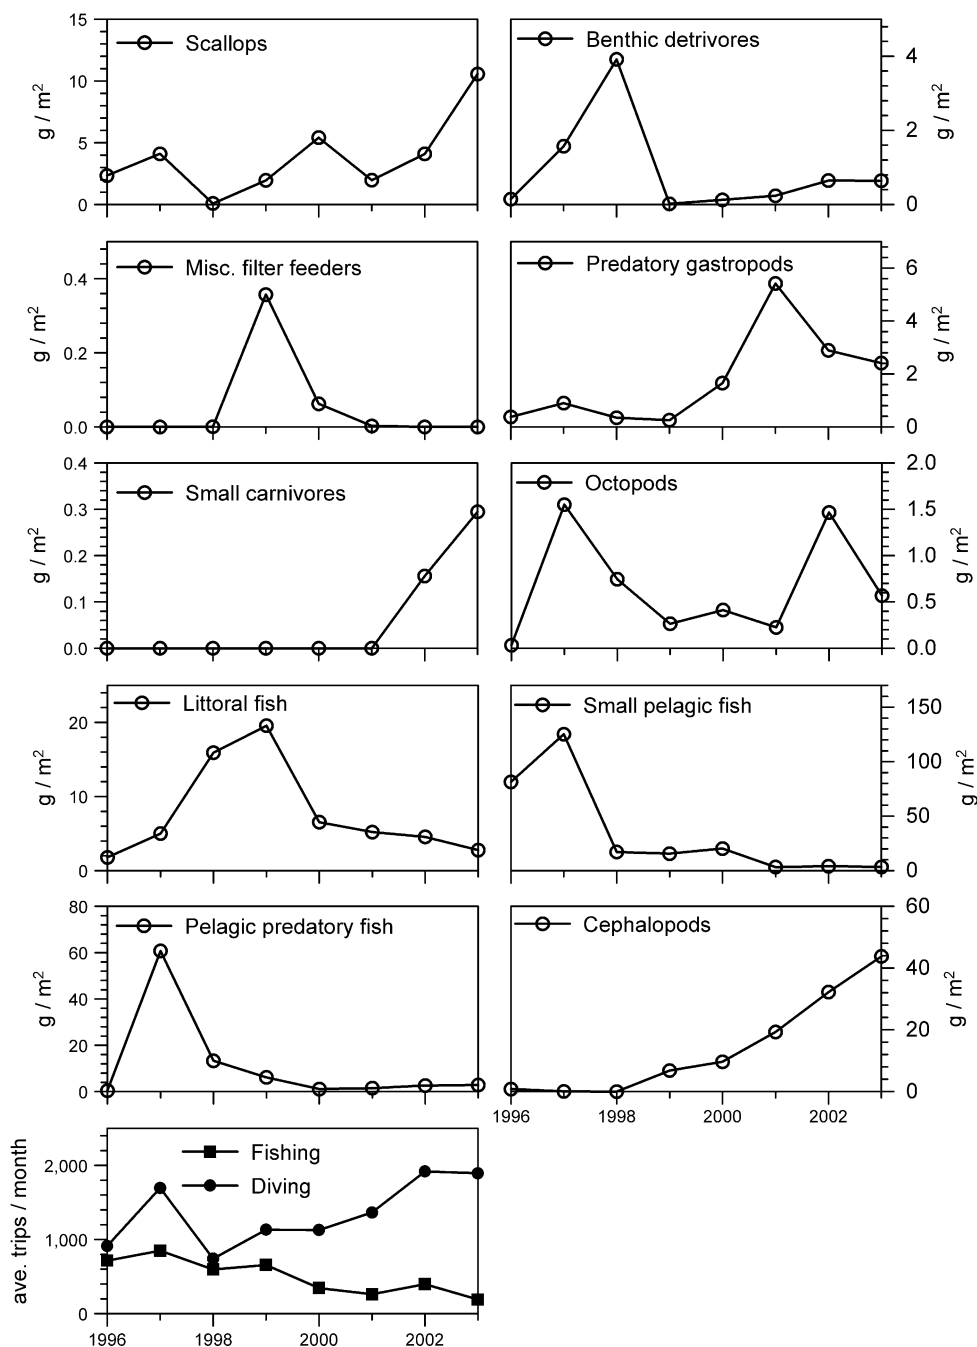 Scallops
15
10
5
0
g / m2
Benthic detrivores
4
2
0
g / m2
Misc. filter feeders
0.4
0.2
0.0
g / m2
Predatory gastropods
6
4
2
0
g / m2
Small carnivores
0.4
0.3
0.2
0.1
0.0
g / m2
Octopods
2.0
1.5
1.0
0.5
0.0
g / m2
Littoral fish
20
10
0
g / m2
Small pelagic fish
150
100
50
0
g / m2
Pelagic predatory fish
80
60
40
20
0
g / m2
Cephalopods
60
40
20
0
g / m2
1996 1998 2000 2002
Fishing
Diving
2,000
1,000
0
ave. trips / month
1996 1998 2000 2002